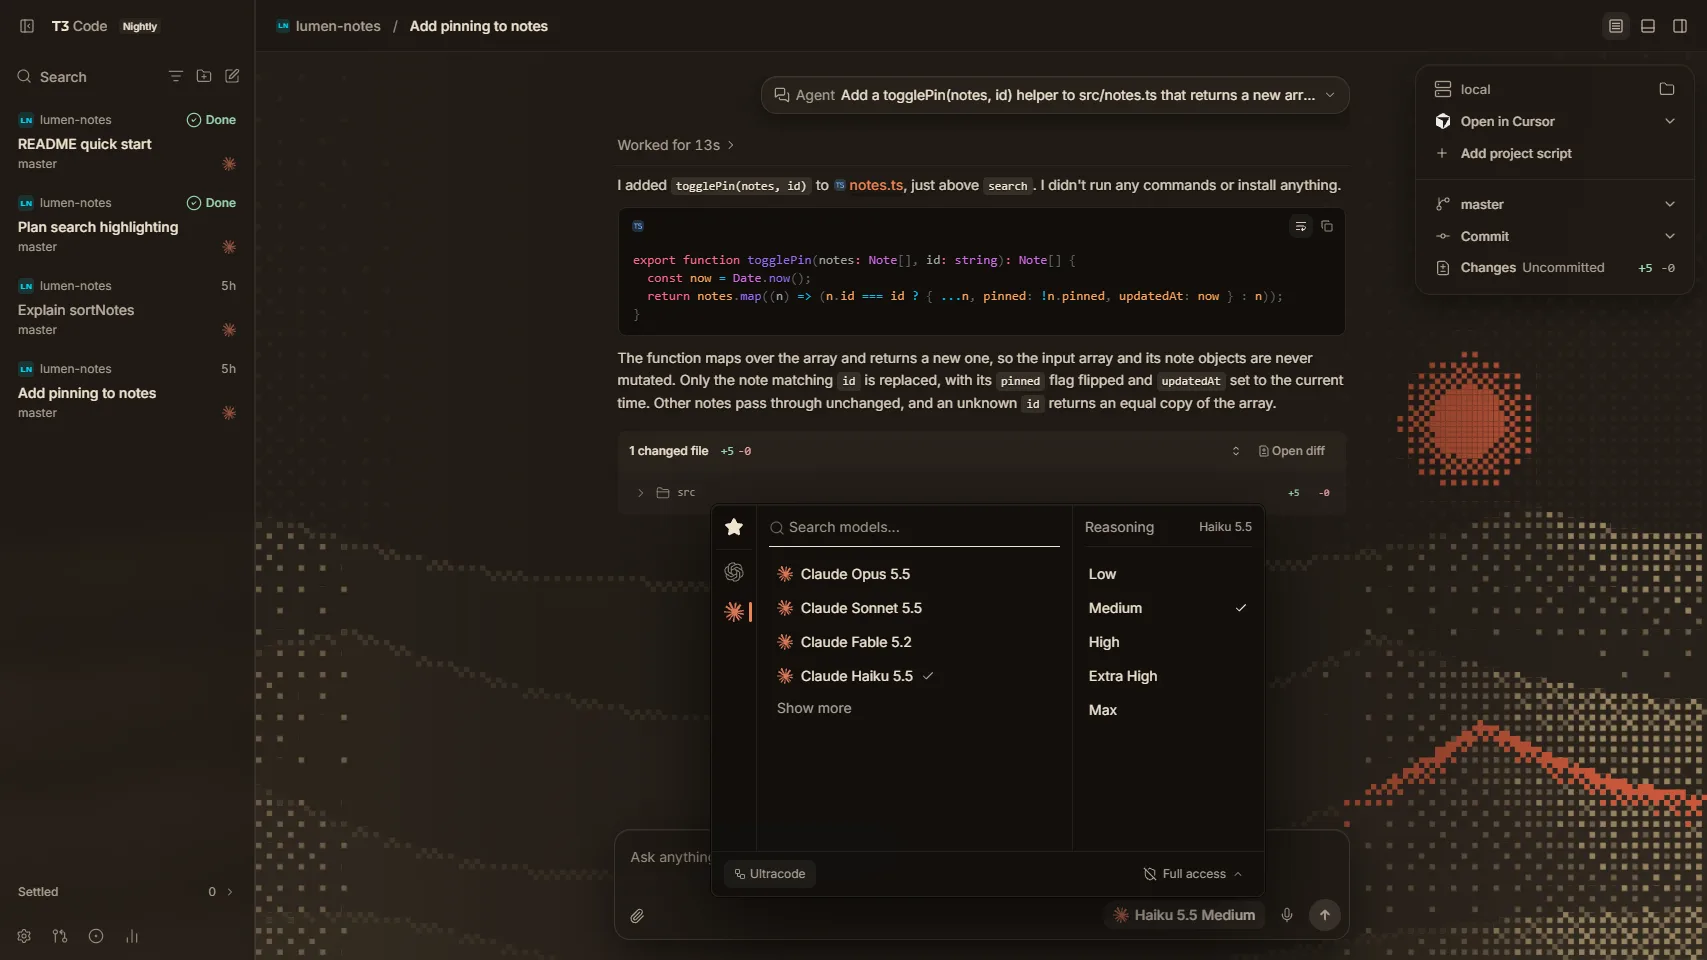 T3 Code Nightly
Search
LN lumen-notes Done
README quick start
master
LN lumen-notes Done
Plan search highlighting
master
LN lumen-notes 5h
Explain sortNotes
master
LN lumen-notes 5h
Add pinning to notes
master
Settled 0
LN lumen-notes / Add pinning to notes
Agent Add a togglePin(notes, id) helper to src/notes.ts that returns a new arr...
Worked for 13s
I added togglePin(notes, id) to TS notes.ts, just above search. I didn't run any commands or install anything.
TS
export function togglePin(notes: Note[], id: string): Note[] {
const now = Date.now();
return notes.map((n) => (n.id === id ? { ...n, pinned: !n.pinned, updatedAt: now } : n));
}
The function maps over the array and returns a new one, so the input array and its note objects are never
mutated. Only the note matching id is replaced, with its pinned flag flipped and updatedAt set to the current
time. Other notes pass through unchanged, and an unknown id returns an equal copy of the array.
1 changed file +5 -0 Open diff
src +5 -0
Search models...
Claude Opus 5.5
Claude Sonnet 5.5
Claude Fable 5.2
Claude Haiku 5.5
Show more
Reasoning Haiku 5.5
Low
Medium
High
Extra High
Max
Ultracode Full access
Ask anything
Haiku 5.5 Medium
local
Open in Cursor
Add project script
master
Commit
Changes Uncommitted +5 -0